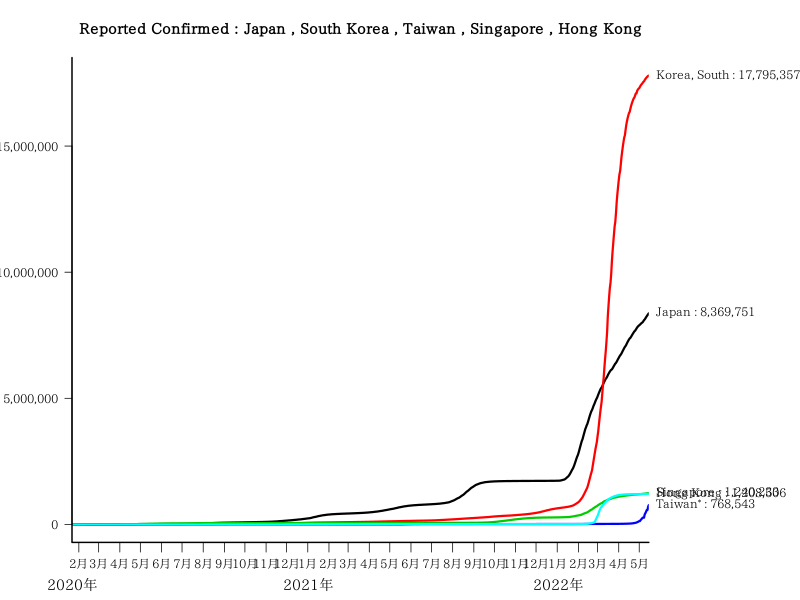 Reported Confirmed : Japan , South Korea , Taiwan , Singapore , Hong Kong
Korea, South : 17,795,357
15,000,000
10,000,000
Japan : 8,369,751
5,000,000
Taiwan* : 768,543
0
2月 3月 4月 5月 6月 7月 8月 9月 10月 11月 12月 1月 2月 3月 4月 5月 6月 7月 8月 9月 10月 11月 12月 1月 2月 3月 4月 5月
2020年 2021年 2022年